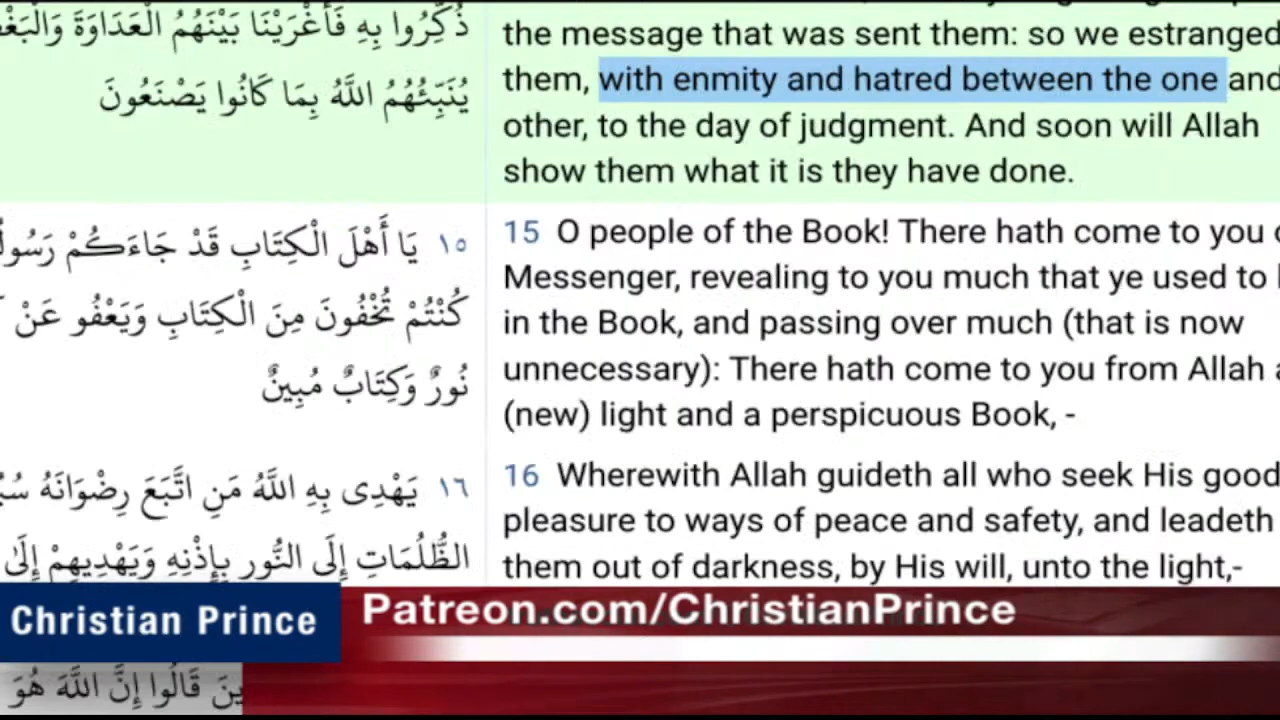 ذُكِّرُوا بِهِ فَأَغْرَيْنَا بَيْنَهُمُ الْعَدَاوَةَ
يُنَبِّئُهُمُ اللَّهُ بِمَا كَانُوا يَصْنَعُونَ
the message that was sent them: so we estranged
them, with enmity and hatred between the one and
other, to the day of judgment. And soon will Allah
show them what it is they have done.
١٥ يَا أَهْلَ الْكِتَابِ قَدْ جَاءَكُمْ
كُنْتُمْ تُخْفُونَ مِنَ الْكِتَابِ وَيَعْفُو عَنْ
نُورٌ وَكِتَابٌ مُبِينٌ
15 O people of the Book! There hath come to you
Messenger, revealing to you much that ye used to
in the Book, and passing over much (that is now
unnecessary): There hath come to you from Allah
(new) light and a perspicuous Book, -
١٦ يَهْدِي بِهِ اللَّهُ مَنِ اتَّبَعَ رِضْوَانَهُ
الظُّلُمَاتِ إِلَى النُّورِ بِإِذْنِهِ وَيَهْدِيهِمْ إِلَىٰ
16 Wherewith Allah guideth all who seek His good
pleasure to ways of peace and safety, and leadeth
them out of darkness, by His will, unto the light,-
Christian Prince
Patreon.com/ChristianPrince
قَالُوا إِنَّ اللَّهَ هُوَ